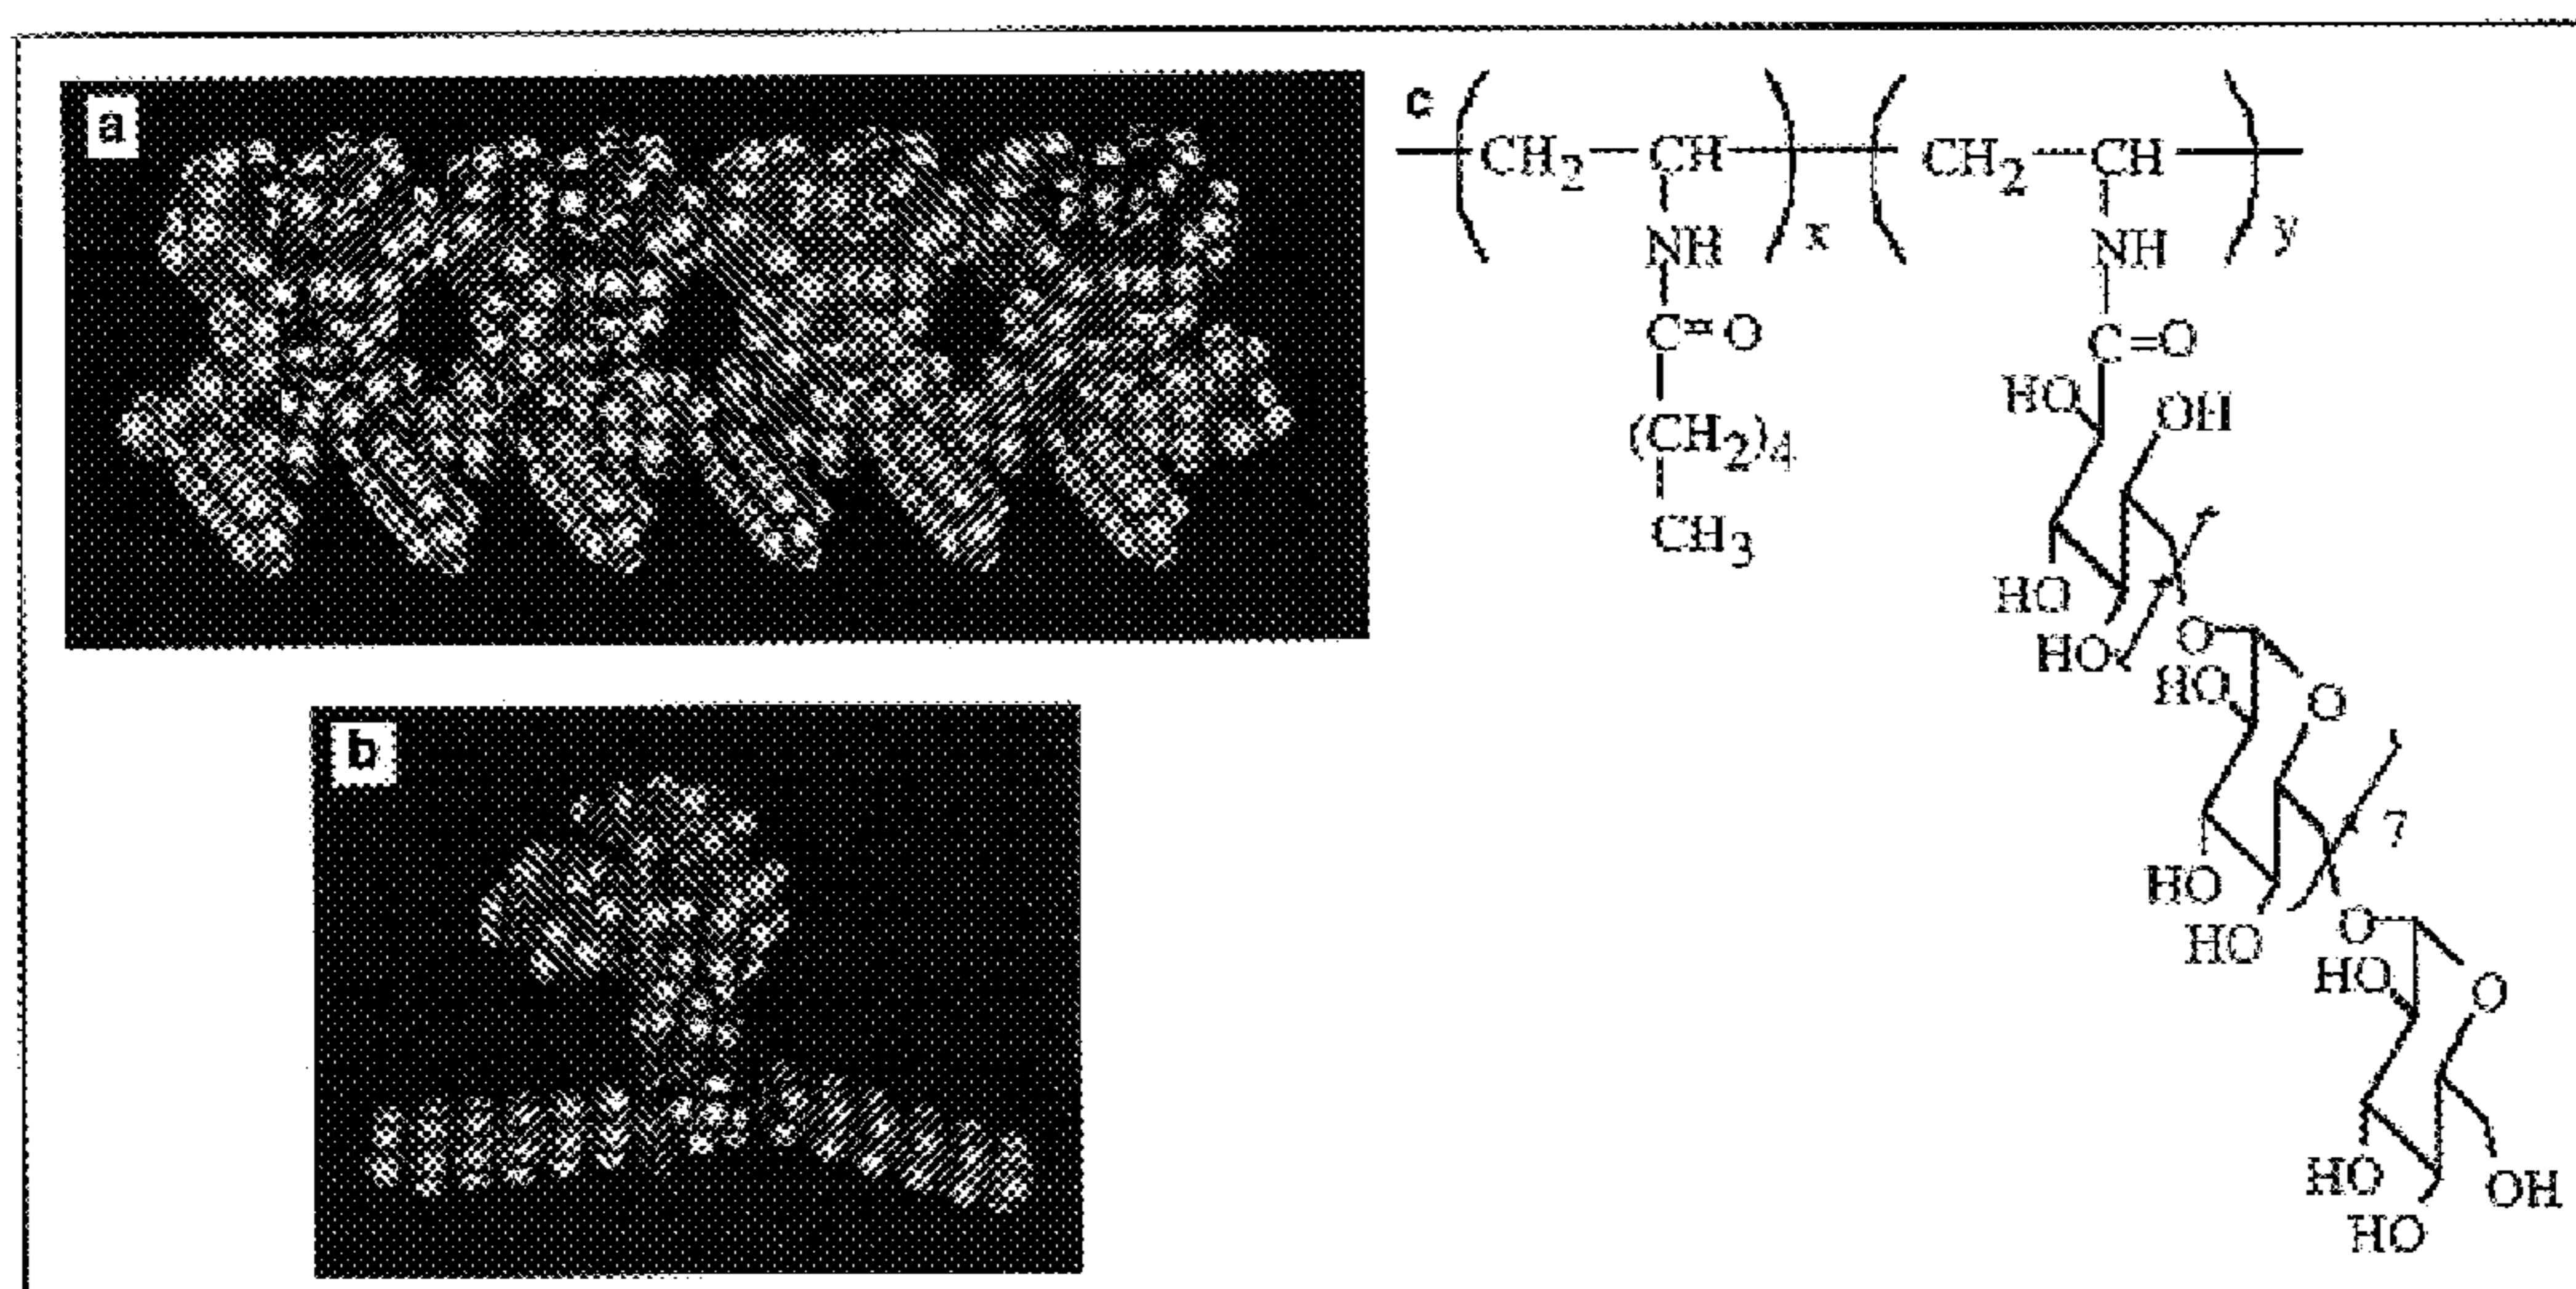 a
b
c
CH2 CH x CH2 CH y
NH NH
C=O C=O
HO OH
(CH2)4
CH3
HO
HO O
HO O
7
HO
HO O
HO O
HO OH
HO